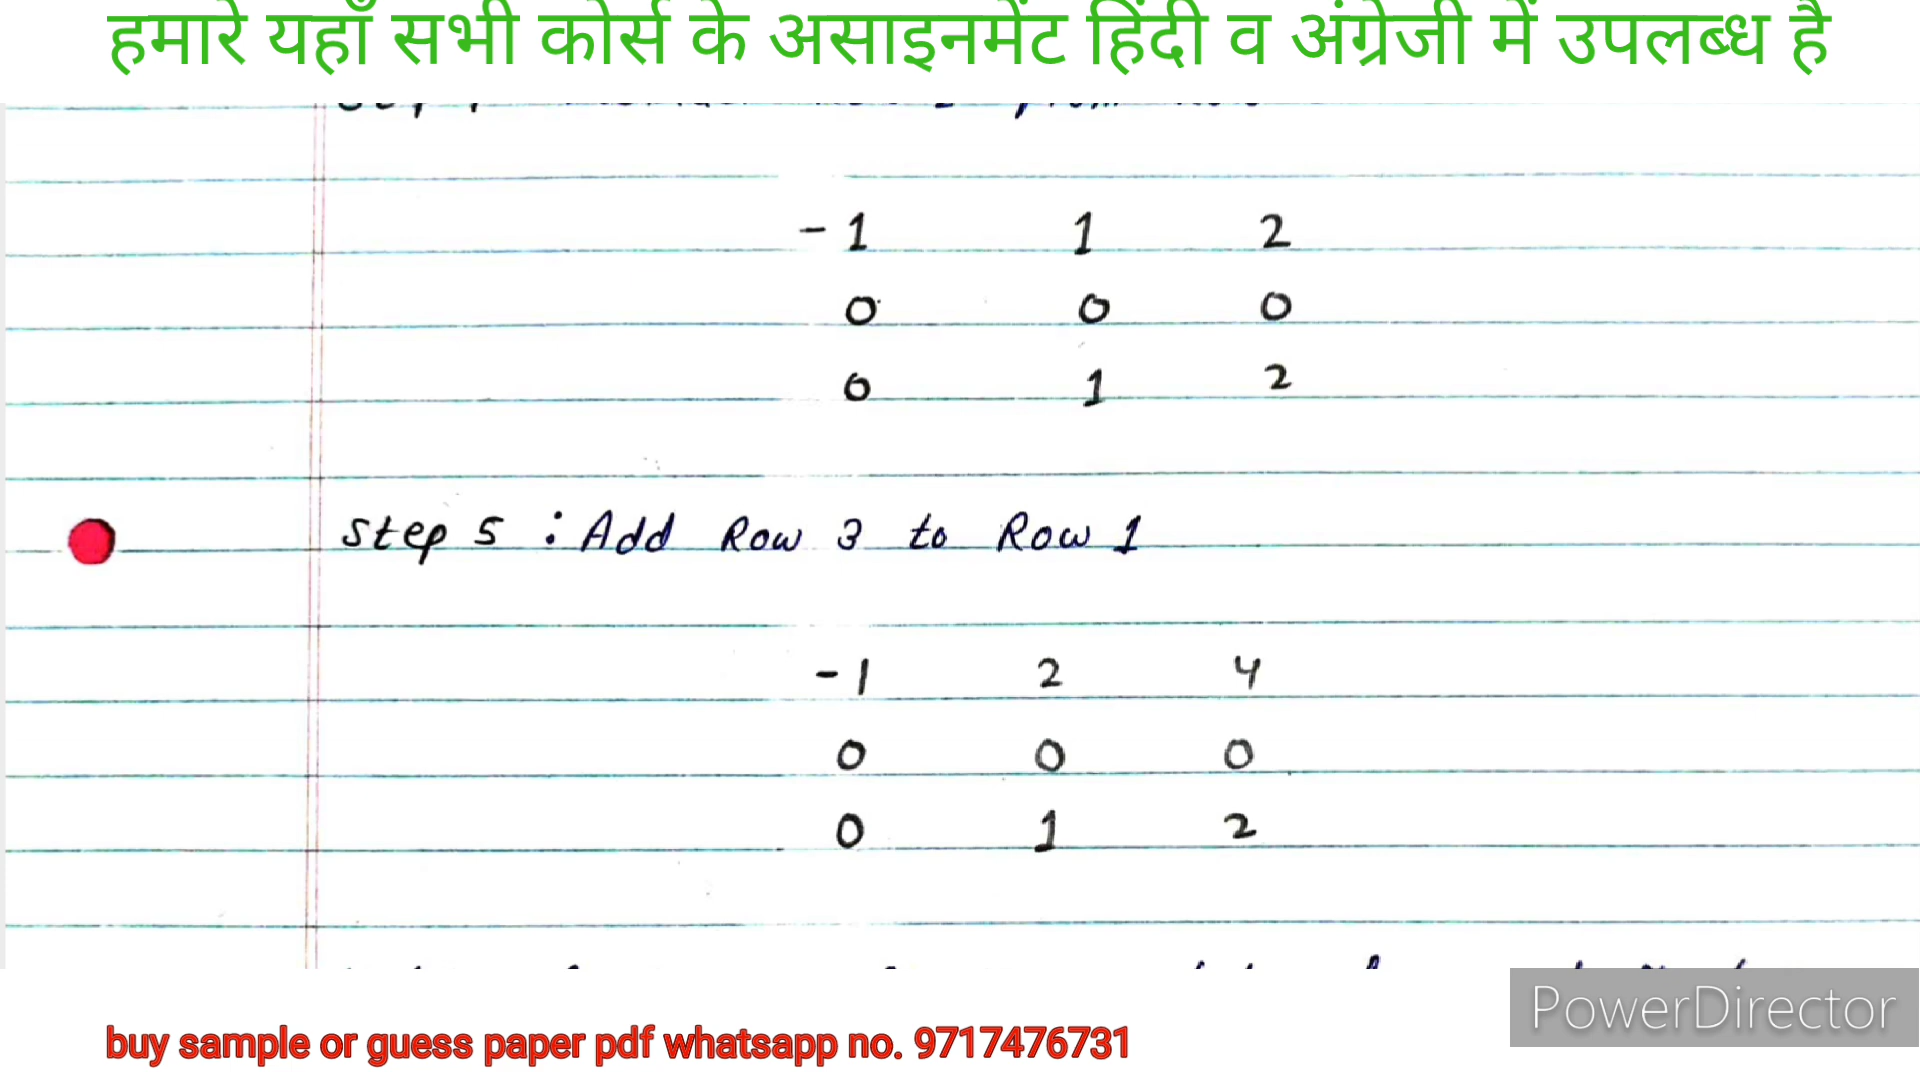 हमारे यहाँ सभी कोर्स के असाइनमेंट हिंदी व अंग्रेजी में उपलब्ध है
-1 1 2
0 0 0
0 1 2
Step 5 : Add Row 3 to Row 1
-1 2 4
0 0 0
0 1 2
PowerDirector
buy sample or guess paper pdf whatsapp no. 9717476731